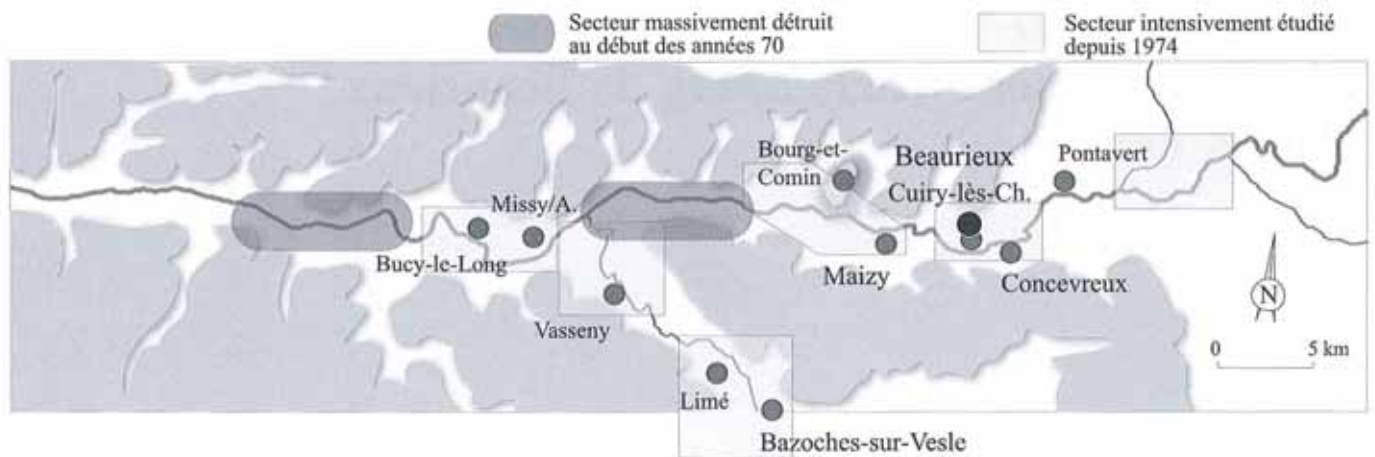 Secteur massivement détruit
au début des années 70
Secteur intensivement étudié
depuis 1974
Bourg-et-
Comin
Beaurieux
Pontavert
Cuiry-lès-Ch.
Missy/A.
Bucy-le-Long
Maizy
Concevreux
Vasseny
N
0 5 km
Limé
Bazoches-sur-Vesle